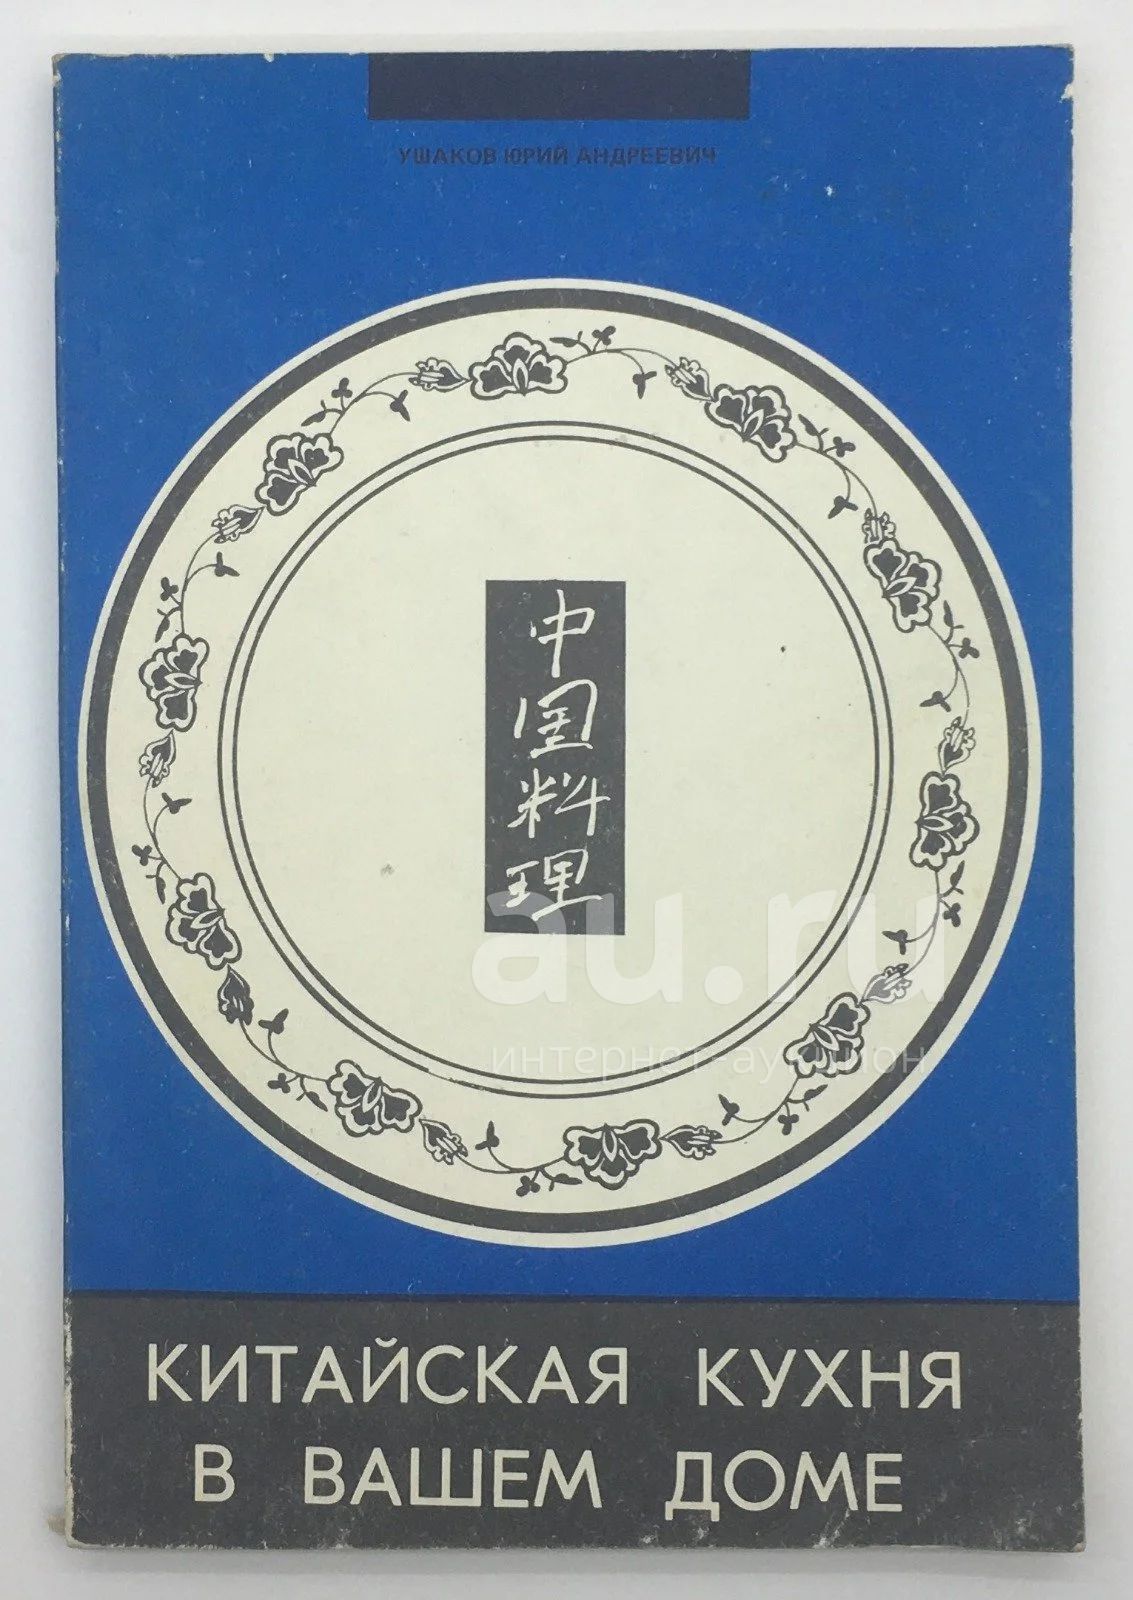 УШАКОВ ЮРИЙ АНДРЕЕВИЧ
中
国
料
理
au.ru
интернет-аукцион
КИТАЙСКАЯ КУХНЯ
В ВАШЕМ ДОМЕ